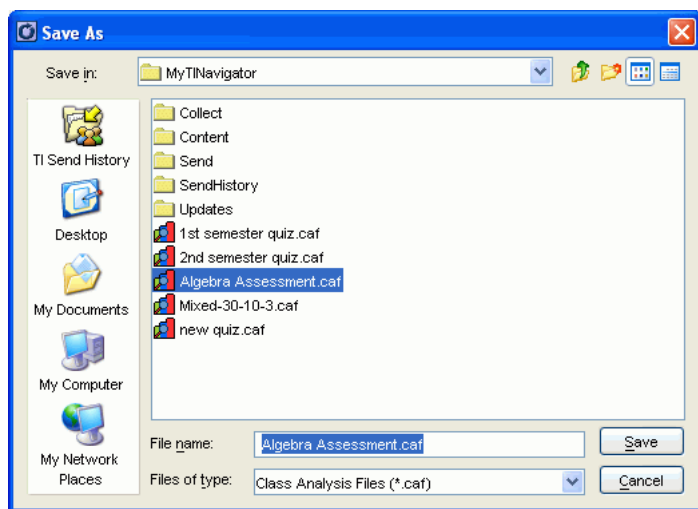 Save As
Save in:
MyTINavigator
TI Send History
Desktop
My Documents
My Computer
My Network
Places
Collect
Content
Send
SendHistory
Updates
1st semester quiz.caf
2nd semester quiz.caf
Algebra Assessment.caf
Mixed-30-10-3.caf
new quiz.caf
File name:
Algebra Assessment.caf
Save
Files of type:
Class Analysis Files (*.caf)
Cancel